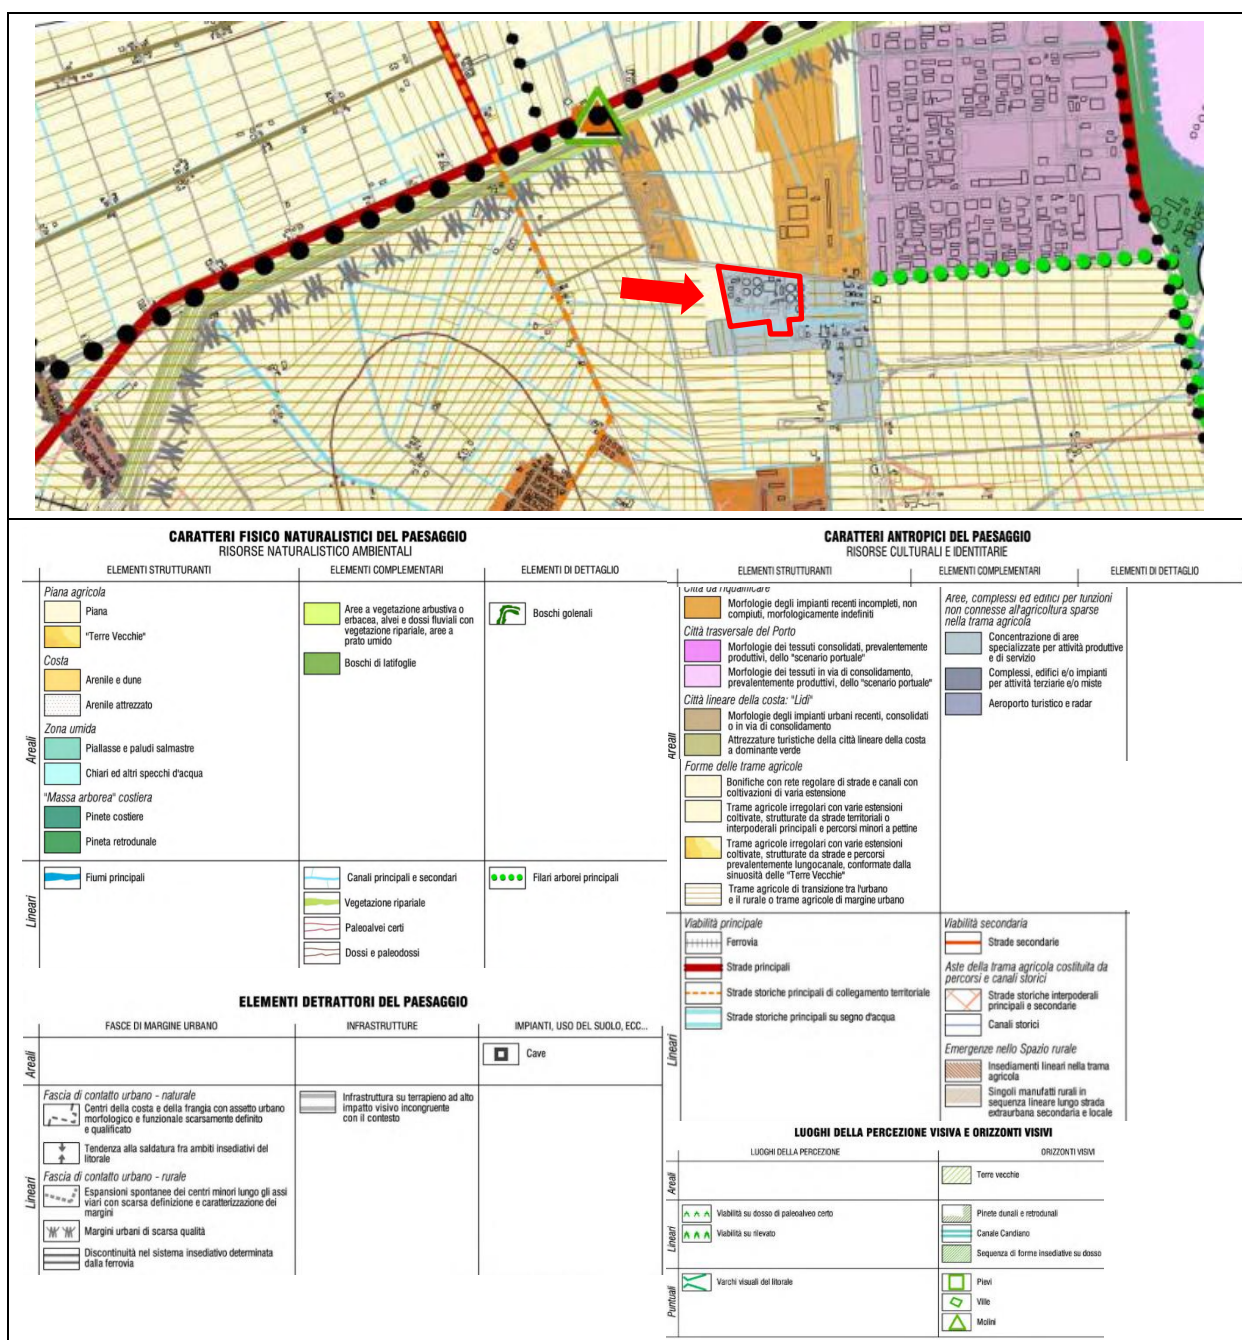 CARATTERI FISICO NATURALISTICI DEL PAESAGGIO
RISORSE NATURALISTICO AMBIENTALI
ELEMENTI STRUTTURANTI
ELEMENTI COMPLEMENTARI
ELEMENTI DI DETTAGLIO
Areali
Piana agricola
Piana
"Terre Vecchie"
Costa
Arenile e dune
Arenile attrezzato
Zona umida
Piallasse e paludi salmastre
Chiari ed altri specchi d'acqua
"Massa arborea" costiera
Pinete costiere
Pineta retrodunale
Aree a vegetazione arbustiva o
erbacea, alvei e dossi fluviali con
vegetazione ripariale, aree a
prato umido
Boschi di latifoglie
Boschi golenali
Lineari
Fiumi principali
Canali principali e secondari
Vegetazione ripariale
Paleoalvei certi
Dossi e paleodossi
Filari arborei principali
ELEMENTI DETRATTORI DEL PAESAGGIO
FASCE DI MARGINE URBANO
INFRASTRUTTURE
IMPIANTI, USO DEL SUOLO, ECC...
Areali
Cave
Lineari
Fascia di contatto urbano - naturale
Centri della costa e della frangia con assetto urbano
morfologico e funzionale scarsamente definito
e qualificato
Tendenza alla saldatura fra ambiti insediativi del
litorale
Fascia di contatto urbano - rurale
Espansioni spontanee dei centri minori lungo gli assi
viari con scarsa definizione e caratterizzazione dei
margini
Margini urbani di scarsa qualità
Discontinuità nel sistema insediativo determinata
dalla ferrovia
Infrastruttura su terrapieno ad alto
impatto visivo incongruente
con il contesto
CARATTERI ANTROPICI DEL PAESAGGIO
RISORSE CULTURALI E IDENTITARIE
ELEMENTI STRUTTURANTI
ELEMENTI COMPLEMENTARI
ELEMENTI DI DETTAGLIO
Areali
Città da riqualificare
Morfologie degli impianti recenti incompleti, non
compiuti, morfologicamente indefiniti
Città trasversale del Porto
Morfologie dei tessuti consolidati, prevalentemente
produttivi, dello "scenario portuale"
Morfologie dei tessuti in via di consolidamento,
prevalentemente produttivi, dello "scenario portuale"
Città lineare della costa: "Lidi"
Morfologie degli impianti urbani recenti, consolidati
o in via di consolidamento
Attrezzature turistiche della città lineare della costa
a dominante verde
Forme delle trame agricole
Bonifiche con rete regolare di strade e canali con
coltivazioni di varia estensione
Trame agricole irregolari con varie estensioni
coltivate, strutturate da strade territoriali o
interpoderali principali e percorsi minori a pettine
Trame agricole irregolari con varie estensioni
coltivate, strutturate da strade e percorsi
prevalentemente lungocanale, conformate dalla
sinuosità delle "Terre Vecchie"
Trame agricole di transizione tra l'urbano
e il rurale o trame agricole di margine urbano
Aree, complessi ed edifici per funzioni
non connesse all'agricoltura sparse
nella trama agricola
Concentrazione di aree
specializzate per attività produttive
e di servizio
Complessi, edifici e/o impianti
per attività terziarie e/o miste
Aeroporto turistico e radar
Lineari
Viabilità principale
Ferrovia
Strade principali
Strade storiche principali di collegamento territoriale
Strade storiche principali su segno d'acqua
Viabilità secondaria
Strade secondarie
Aste della trama agricola costituita da
percorsi e canali storici
Strade storiche interpoderali
principali e secondarie
Canali storici
Emergenze nello Spazio rurale
Insediamenti lineari nella trama
agricola
Singoli manufatti rurali in
sequenza lineare lungo strada
extraurbana secondaria e locale
LUOGHI DELLA PERCEZIONE VISIVA E ORIZZONTI VISIVI
LUOGHI DELLA PERCEZIONE
ORIZZONTI VISIVI
Areali
Terre vecchie
Lineari
Viabilità su dosso di paleoalveo certo
Viabilità su rilevato
Pinete dunali e retrodunali
Canale Candiano
Sequenza di forme insediative su dosso
Puntuali
Varchi visuali del litorale
Pievi
Ville
Molini